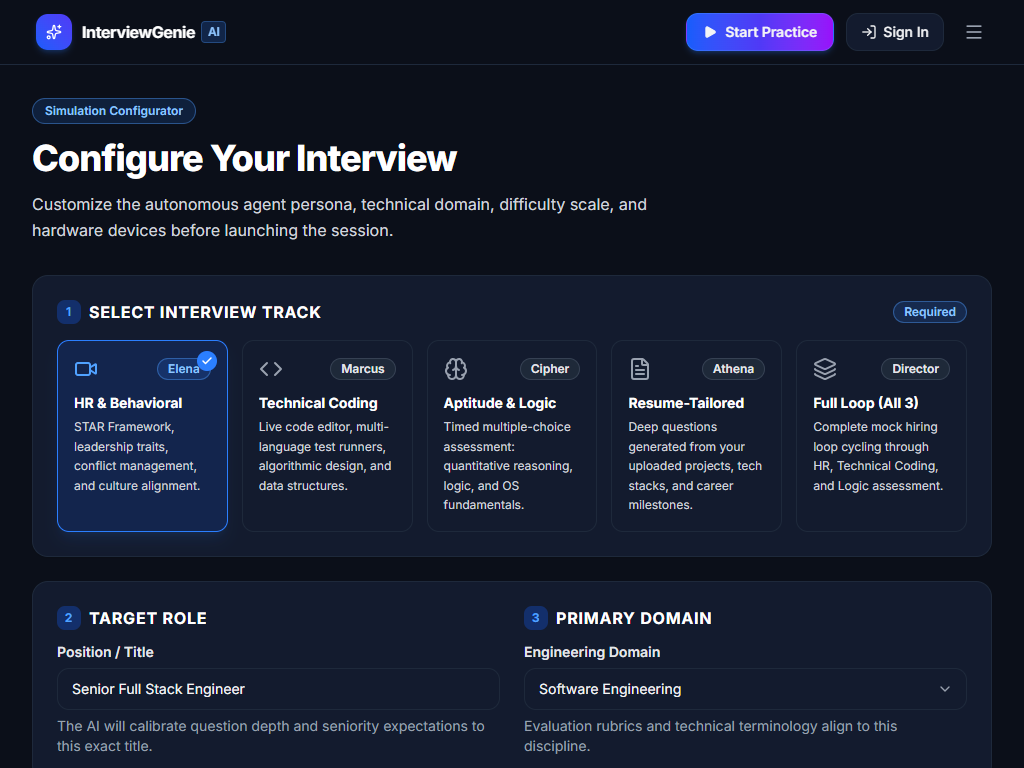 InterviewGenie AI
Start Practice
Sign In
Simulation Configurator
Configure Your Interview
Customize the autonomous agent persona, technical domain, difficulty scale, and
hardware devices before launching the session.
1 SELECT INTERVIEW TRACK
Required
Elena
HR & Behavioral
STAR Framework,
leadership traits,
conflict management,
and culture alignment.
Marcus
Technical Coding
Live code editor, multi-
language test runners,
algorithmic design, and
data structures.
Cipher
Aptitude & Logic
Timed multiple-choice
assessment:
quantitative reasoning,
logic, and OS
fundamentals.
Athena
Resume-Tailored
Deep questions
generated from your
uploaded projects, tech
stacks, and career
milestones.
Director
Full Loop (All 3)
Complete mock hiring
loop cycling through
HR, Technical Coding,
and Logic assessment.
2 TARGET ROLE
Position / Title
Senior Full Stack Engineer
The AI will calibrate question depth and seniority expectations to
this exact title.
3 PRIMARY DOMAIN
Engineering Domain
Software Engineering
Evaluation rubrics and technical terminology align to this
discipline.